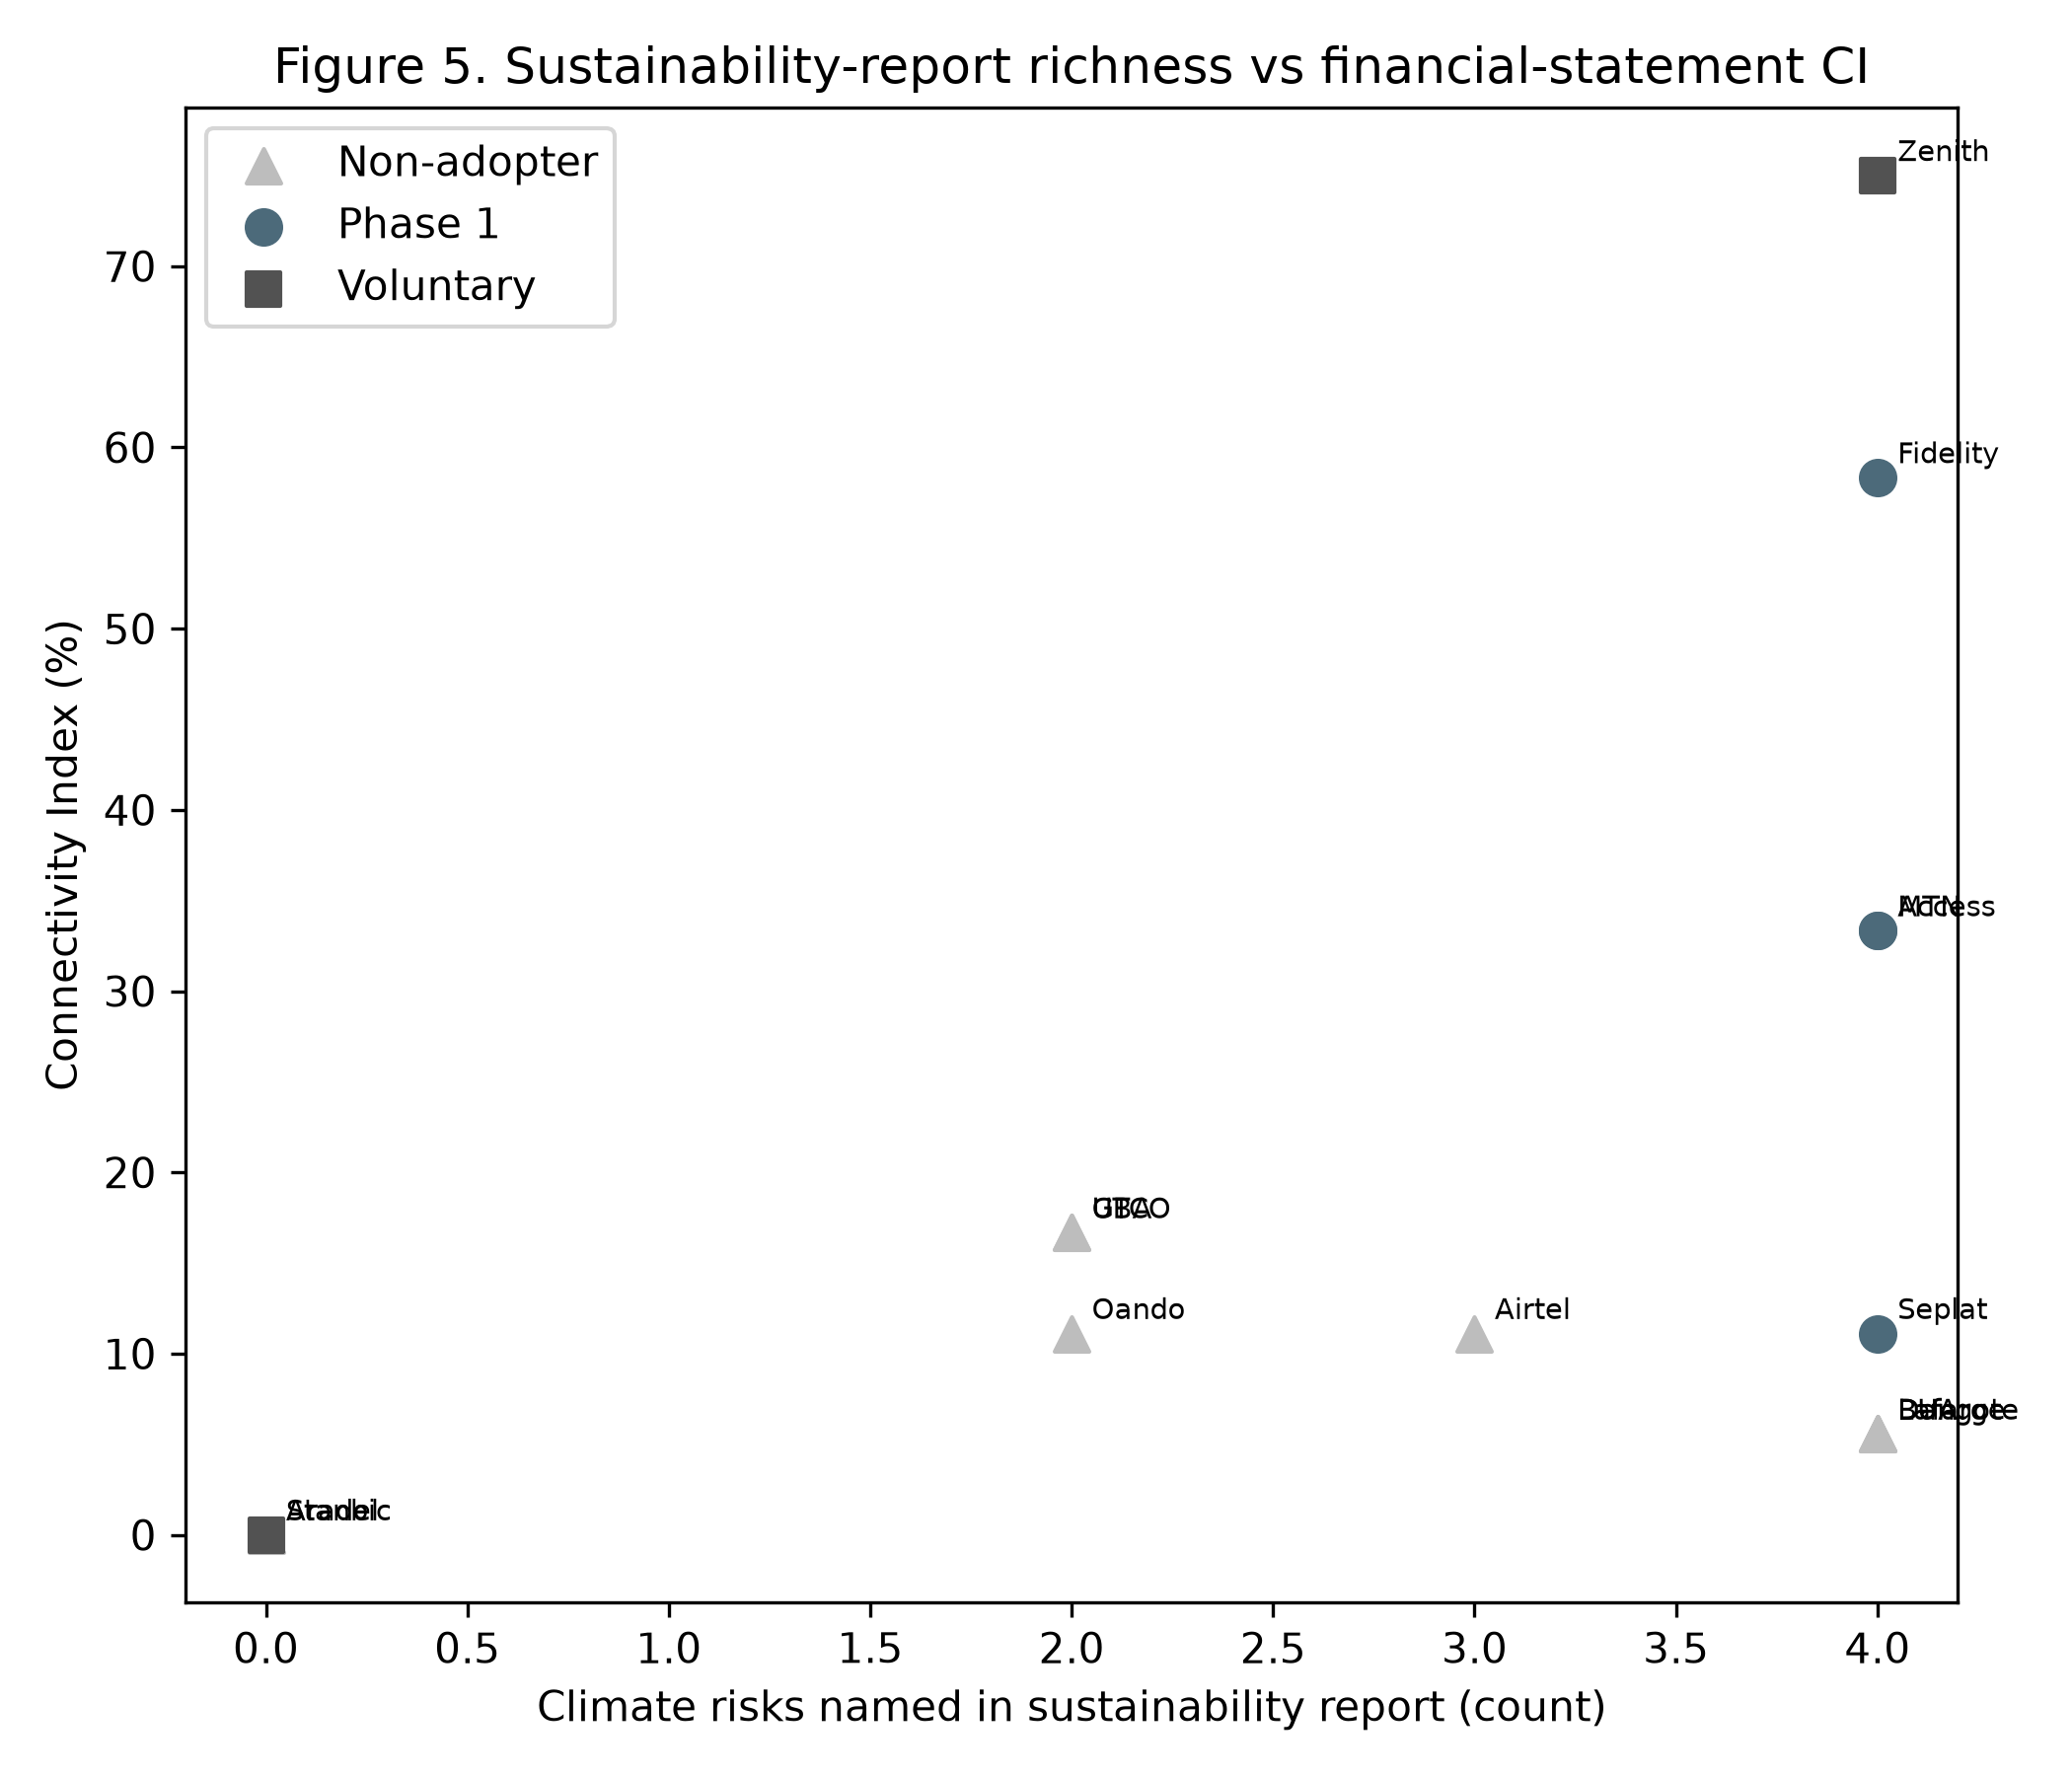 Figure 5. Sustainability-report richness vs financial-statement CI
Non-adopter
Phase 1
Voluntary
Zenith
Fidelity
Access
Seplat
Oando
Airtel
Connectivity Index (%)
70
60
50
40
30
20
10
0
0.0 0.5 1.0 1.5 2.0 2.5 3.0 3.5 4.0
Climate risks named in sustainability report (count)